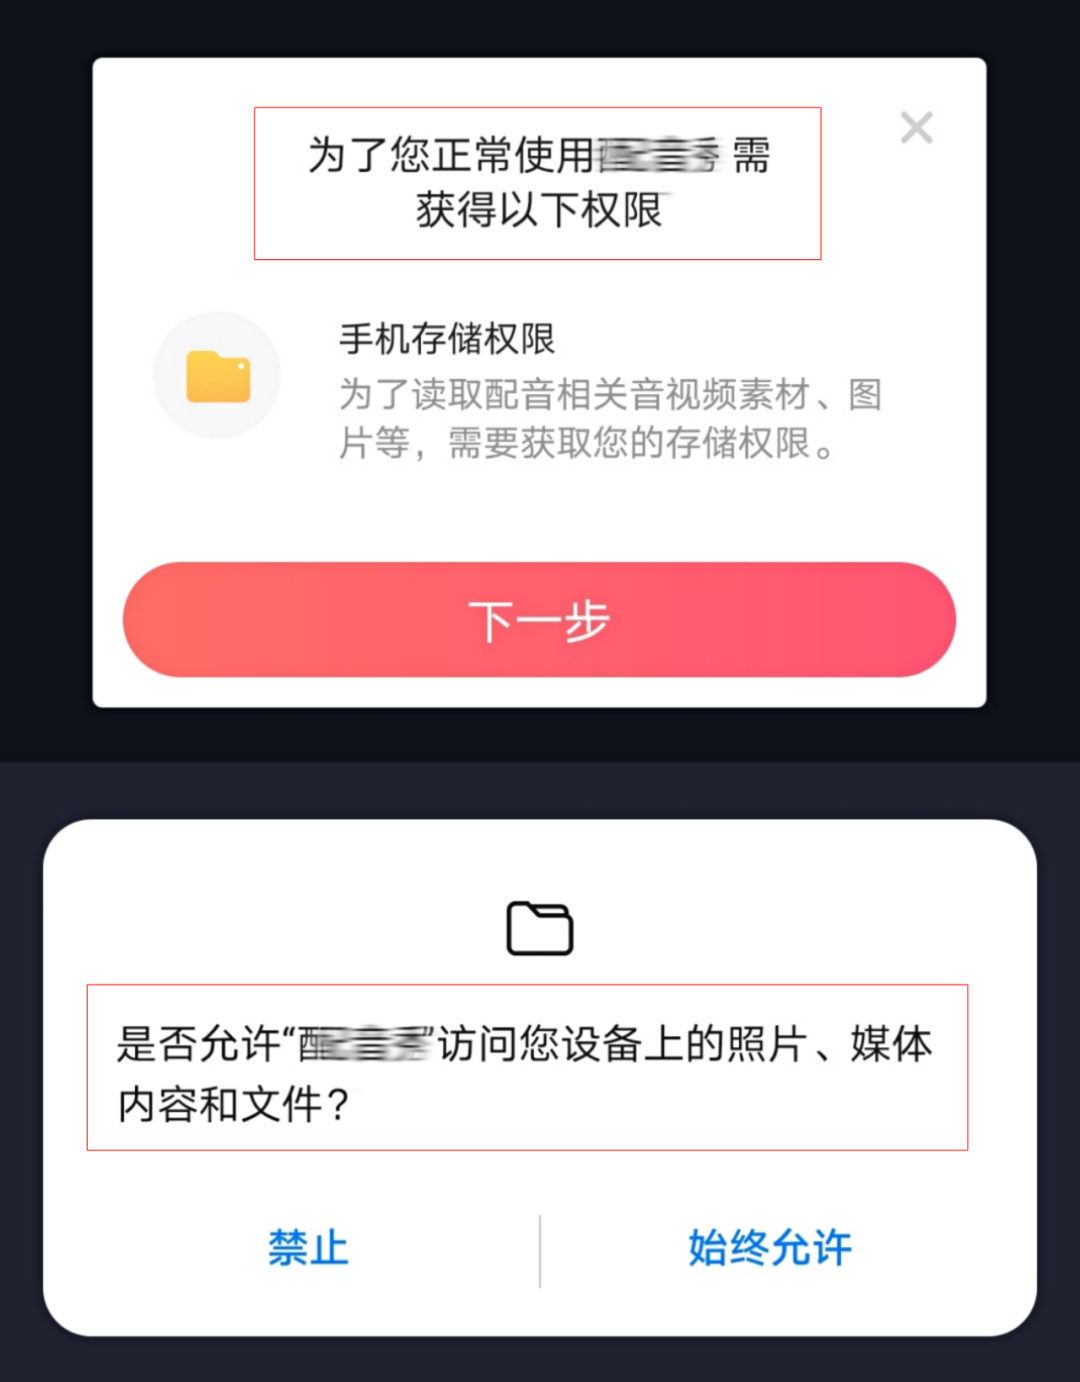 为了您正常使用 需
获得以下权限
手机存储权限
为了读取配音相关音视频素材、图
片等，需要获取您的存储权限。
下一步
是否允许“ ”访问您设备上的照片、媒体
内容和文件？
禁止
始终允许